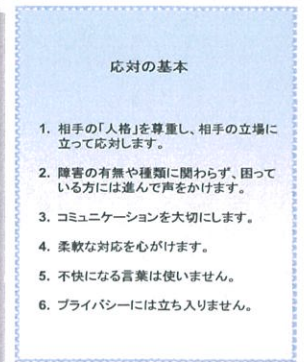 応対の基本
1. 相手の「人格」を尊重し、相手の立場に
立って応対します。
2. 障害の有無や種類に関わらず、困って
いる方には進んで声をかけます。
3. コミュニケーションを大切にします。
4. 柔軟な対応を心がけます。
5. 不快になる言葉は使いません。
6. プライバシーには立ち入りません。